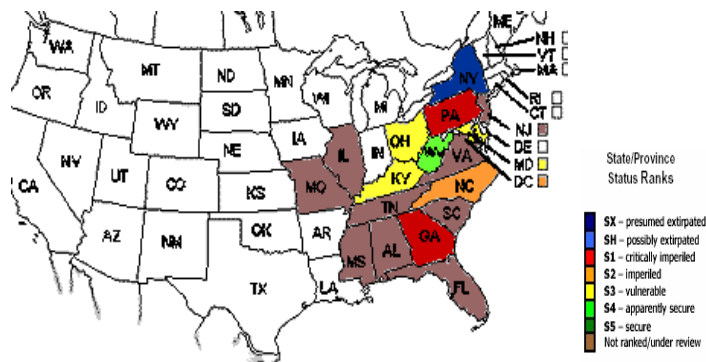 ME
WA
NH
VT
MT
ND
MN
MA
OR
NY
ID
SD
WI
MI
RI
WY
CT
PA
NJ
IA
NE
OH
DE
NV
IL
IN
WV
MD
UT
VA
DC
CO
CA
KS
MO
KY
NC
TN
OK
AR
SC
AZ
NM
MS
AL
GA
TX
LA
FL
State/Province
Status Ranks
SX – presumed extirpated
SH – possibly extirpated
S1 – critically imperiled
S2 – imperiled
S3 – vulnerable
S4 – apparently secure
S5 – secure
Not ranked/under review